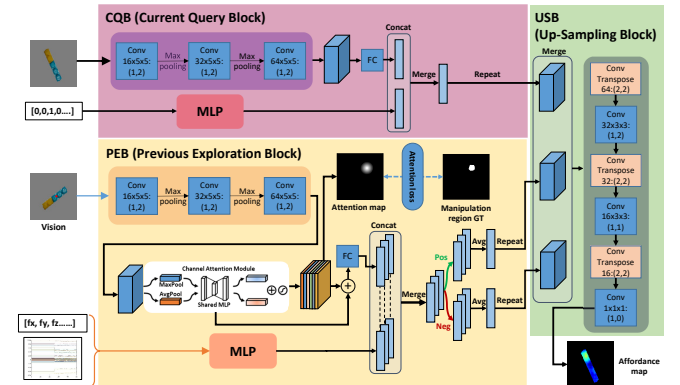 CQB (Current Query Block)
USB
(Up-Sampling Block)
Concat
Merge
Conv
16x5x5:
(1,2)
Max
pooling
Conv
32x5x5:
(1,2)
Max
pooling
Conv
64x5x5:
(1,2)
FC
Merge
Repeat
[0,0,1,0....]
MLP
Conv
Transpose
64:(2,2)
Conv
32x3x3:
(1,2)
Conv
Transpose
32:(2,2)
Conv
16x3x3:
(1,1)
Conv
Transpose
16:(2,2)
Conv
1x1x1:
(1,0)
Affordance
map
PEB (Previous Exploration Block)
Vision
Conv
16x5x5:
(1,2)
Max
pooling
Conv
32x5x5:
(1,2)
Max
pooling
Conv
64x5x5:
(1,2)
Attention map
Attention loss
Manipulation
region GT
Channel Attention Module
MaxPool
AvgPool
Shared MLP
FC
Concat
Merge
Pos
Neg
Avg
Repeat
Avg
Repeat
[fx, fy, fz......]
MLP